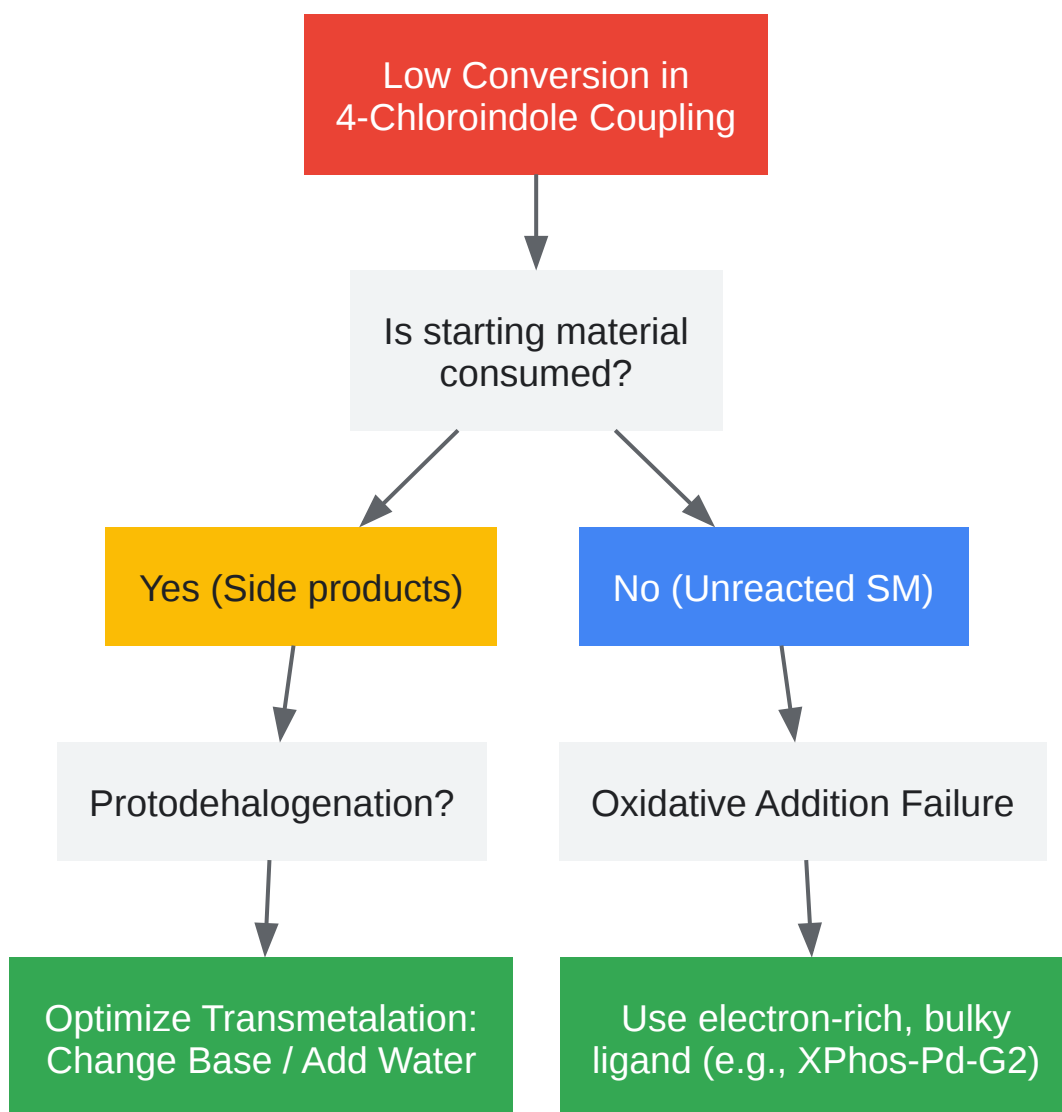 Low Conversion in
4-Chloroindole Coupling
Is starting material
consumed?
Yes (Side products)
No (Unreacted SM)
Protodehalogenation?
Oxidative Addition Failure
Optimize Transmetalation:
Change Base / Add Water
Use electron-rich, bulky
ligand (e.g., XPhos-Pd-G2)